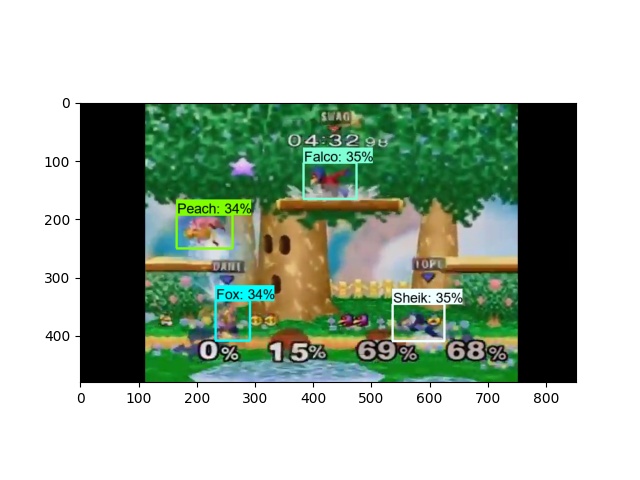 0
SWAG
04:32 98
Falco: 35%
100
Peach: 34%
200
DANI
TOPE
300
Fox: 34%
Sheik: 35%
400
0% 15% 69% 68%
0 100 200 300 400 500 600 700 800